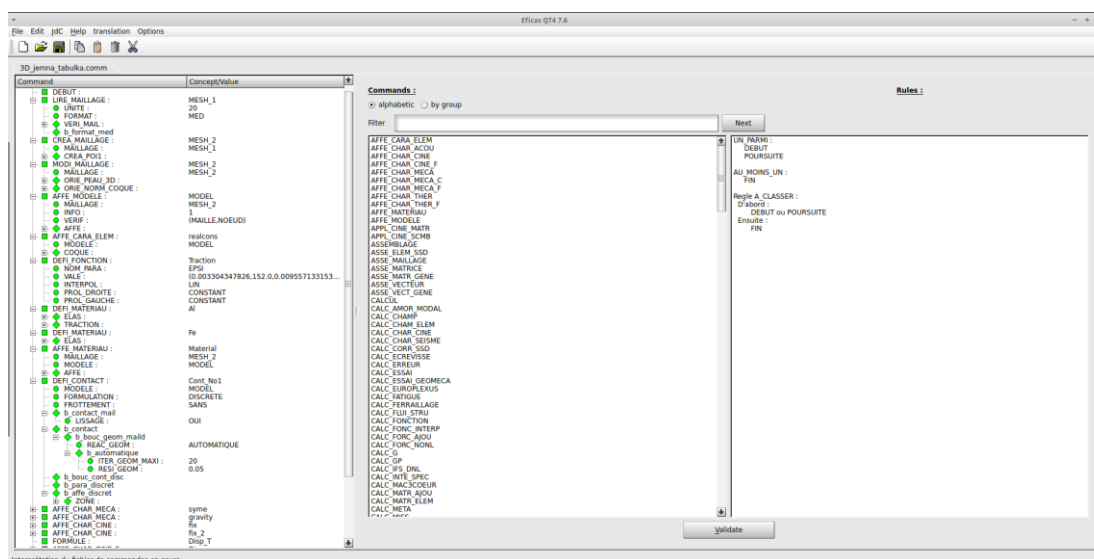 Eficas QT4 7.6
File Edit JdC Help translation Options
3D_jemna_tabulka.comm
Command Concept/Value
DEBUT :
LIRE_MAILLAGE : MESH_1
UNITE : 20
FORMAT : MED
VERI_MAIL :
b_format_med
CREA_MAILLAGE : MESH_2
MAILLAGE : MESH_1
CREA_POI1 :
MODI_MAILLAGE : MESH_2
MAILLAGE : MESH_2
ORIE_PEAU_3D :
ORIE_NORM_COQUE :
AFFE_MODELE : MODEL
MAILLAGE : MESH_2
INFO : 1
VERIF : (MAILLE,NOEUD)
AFFE :
AFFE_CARA_ELEM : realcons
MODELE : MODEL
COQUE :
DEFI_FONCTION : Traction
NOM_PARA : EPSI
VALE : (0.003304347826,152.0,0.009557133153...
INTERPOL : LIN
PROL_DROITE : CONSTANT
PROL_GAUCHE : CONSTANT
DEFI_MATERIAU : Al
ELAS :
TRACTION :
DEFI_MATERIAU : Fe
ELAS :
AFFE_MATERIAU : Material
MAILLAGE : MESH_2
MODELE : MODEL
AFFE :
DEFI_CONTACT : Cont_No1
MODELE : MODEL
FORMULATION : DISCRETE
FROTTEMENT : SANS
b_contact_mail
LISSAGE : OUI
b_contact
b_bouc_geom_maild
REAC_GEOM : AUTOMATIQUE
b_automatique
ITER_GEOM_MAXI : 20
RESI_GEOM : 0.05
b_bouc_cont_disc
b_para_discret
b_affe_discret
ZONE :
AFFE_CHAR_MECA : syme
AFFE_CHAR_MECA : gravity
AFFE_CHAR_CINE : fix
AFFE_CHAR_CINE : fix_2
FORMULE : Disp_T
Commands :
alphabetic by group
Filter Next
AFFE_CARA_ELEM
AFFE_CHAR_ACOU
AFFE_CHAR_CINE
AFFE_CHAR_CINE_F
AFFE_CHAR_MECA
AFFE_CHAR_MECA_C
AFFE_CHAR_MECA_F
AFFE_CHAR_THER
AFFE_CHAR_THER_F
AFFE_MATERIAU
AFFE_MODELE
APPL_CINE_MATR
APPL_CINE_SCMB
ASSEMBLAGE
ASSE_ELEM_SSD
ASSE_MAILLAGE
ASSE_MATRICE
ASSE_MATR_GENE
ASSE_VECTEUR
ASSE_VECT_GENE
CALCUL
CALC_AMOR_MODAL
CALC_CHAMP
CALC_CHAM_ELEM
CALC_CHAR_CINE
CALC_CHAR_SEISME
CALC_CORR_SSD
CALC_ECREVISSE
CALC_ERREUR
CALC_ESSAI
CALC_ESSAI_GEOMECA
CALC_EUROPLEXUS
CALC_FATIGUE
CALC_FERRAILLAGE
CALC_FLUI_STRU
CALC_FONCTION
CALC_FONC_INTERP
CALC_FORC_AJOU
CALC_FORC_NONL
CALC_G
CALC_GP
CALC_IFS_DNL
CALC_INTE_SPEC
CALC_MAC3COEUR
CALC_MATR_AJOU
CALC_MATR_ELEM
CALC_META
Validate
Rules :
UN_PARMI :
DEBUT
POURSUITE
AU_MOINS_UN :
FIN
Regle A_CLASSER :
D'abord :
DEBUT ou POURSUITE
Ensuite :
FIN